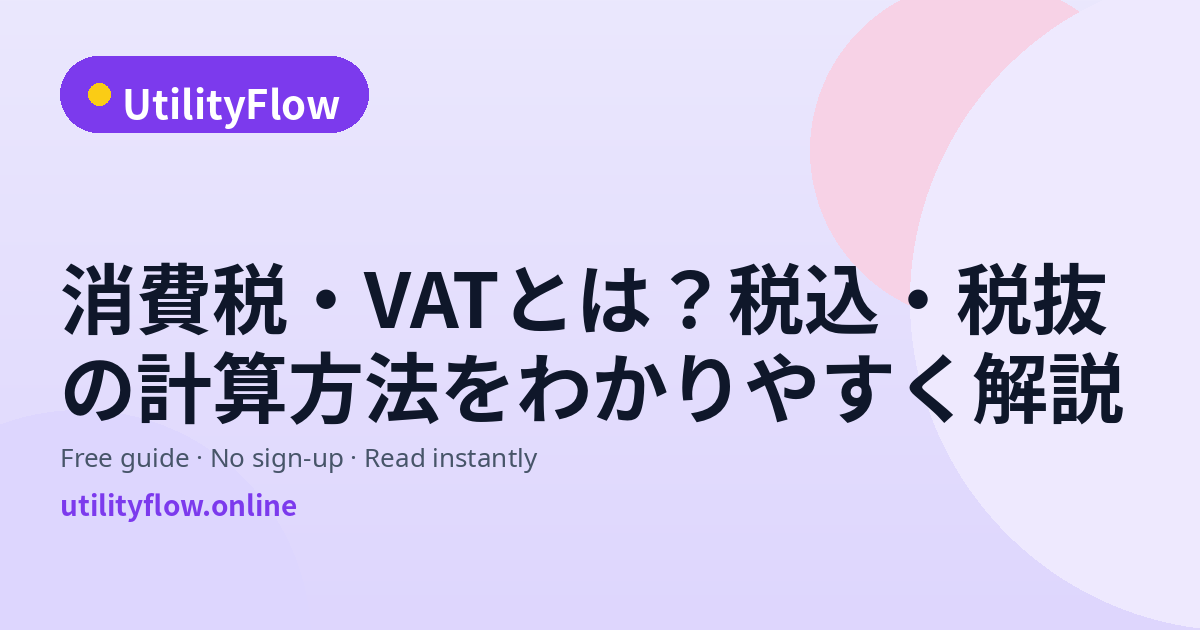 UtilityFlow
消費税・VATとは？税込・税抜
の計算方法をわかりやすく解説
Free guide · No sign-up · Read instantly
utilityflow.online